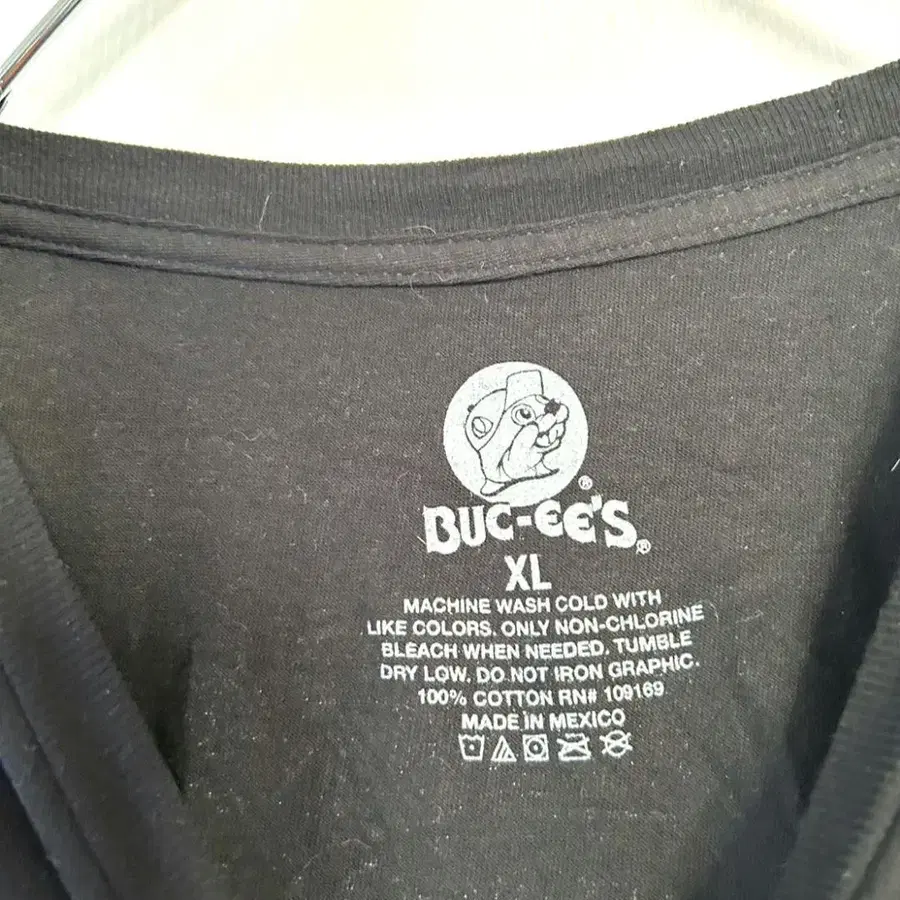 ®
BUC-EE'S®
XL
MACHINE WASH COLD WITH
LIKE COLORS. ONLY NON-CHLORINE
BLEACH WHEN NEEDED. TUMBLE
DRY LOW. DO NOT IRON GRAPHIC.
100% COTTON RN# 109169
MADE IN MEXICO